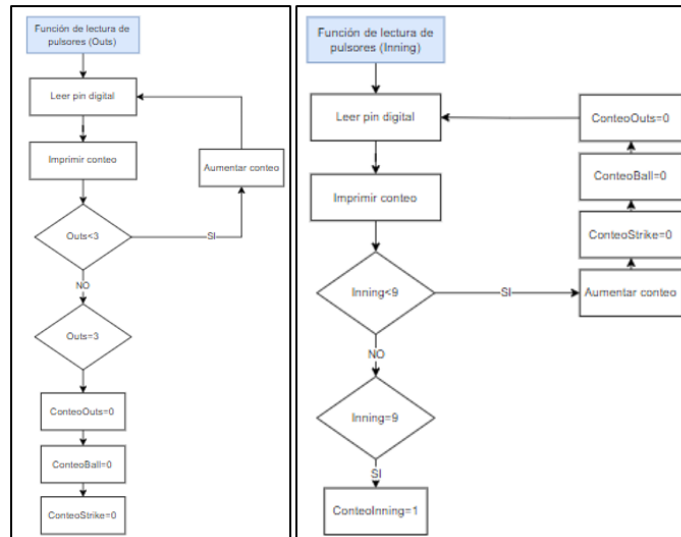 Función de lectura de
pulsores (Outs)
Leer pin digital
Imprimir conteo
Aumentar conteo
Outs<3
SI
NO
Outs=3
ConteoOuts=0
ConteoBall=0
ConteoStrike=0
Función de lectura de
pulsores (Inning)
Leer pin digital
ConteoOuts=0
Imprimir conteo
ConteoBall=0
ConteoStrike=0
Inning<9
SI
Aumentar conteo
NO
Inning=9
SI
ConteoInning=1